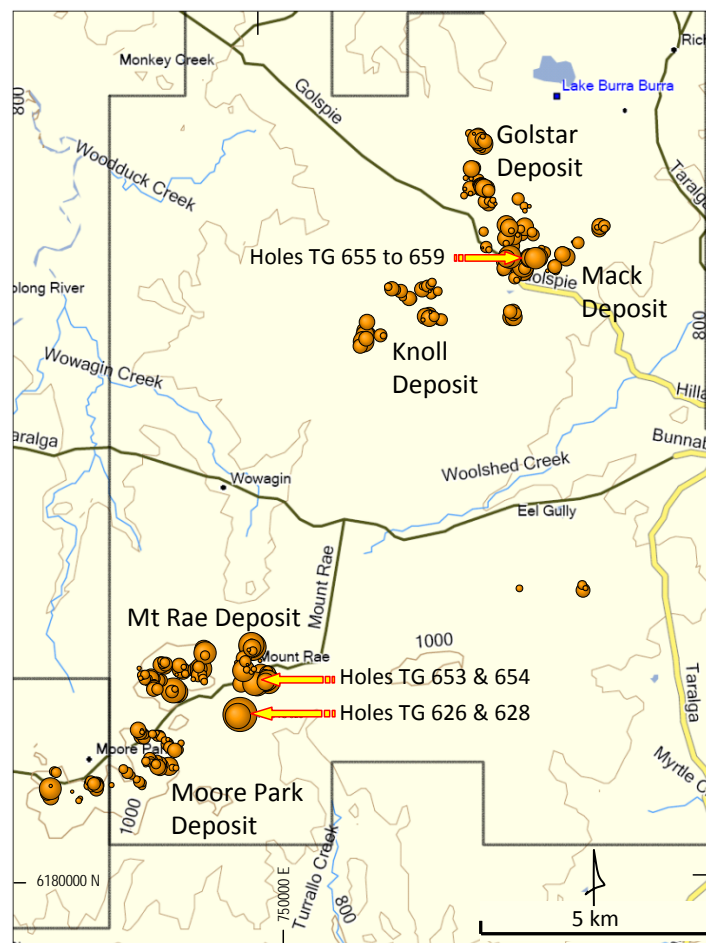 Monkey Creek
Rich
800
Golspie
Lake Burra Burra
Woodduck Creek
Golstar
Deposit
Taralga
Holes TG 655 to 659
Golspie
Mack
Deposit
olong River
800
Knoll
Deposit
Wowagin Creek
Hilla
aralga
Bunnab
Woolshed Creek
Wowagin
Eel Gully
Mount Rae
Mt Rae Deposit
1000
Mount Rae
Holes TG 653 & 654
Taralga
Holes TG 626 & 628
Moore Park
Myrtle C
Moore Park
Deposit
1000
Turrallo Creek
800
6180000 N
750000 E
5 km